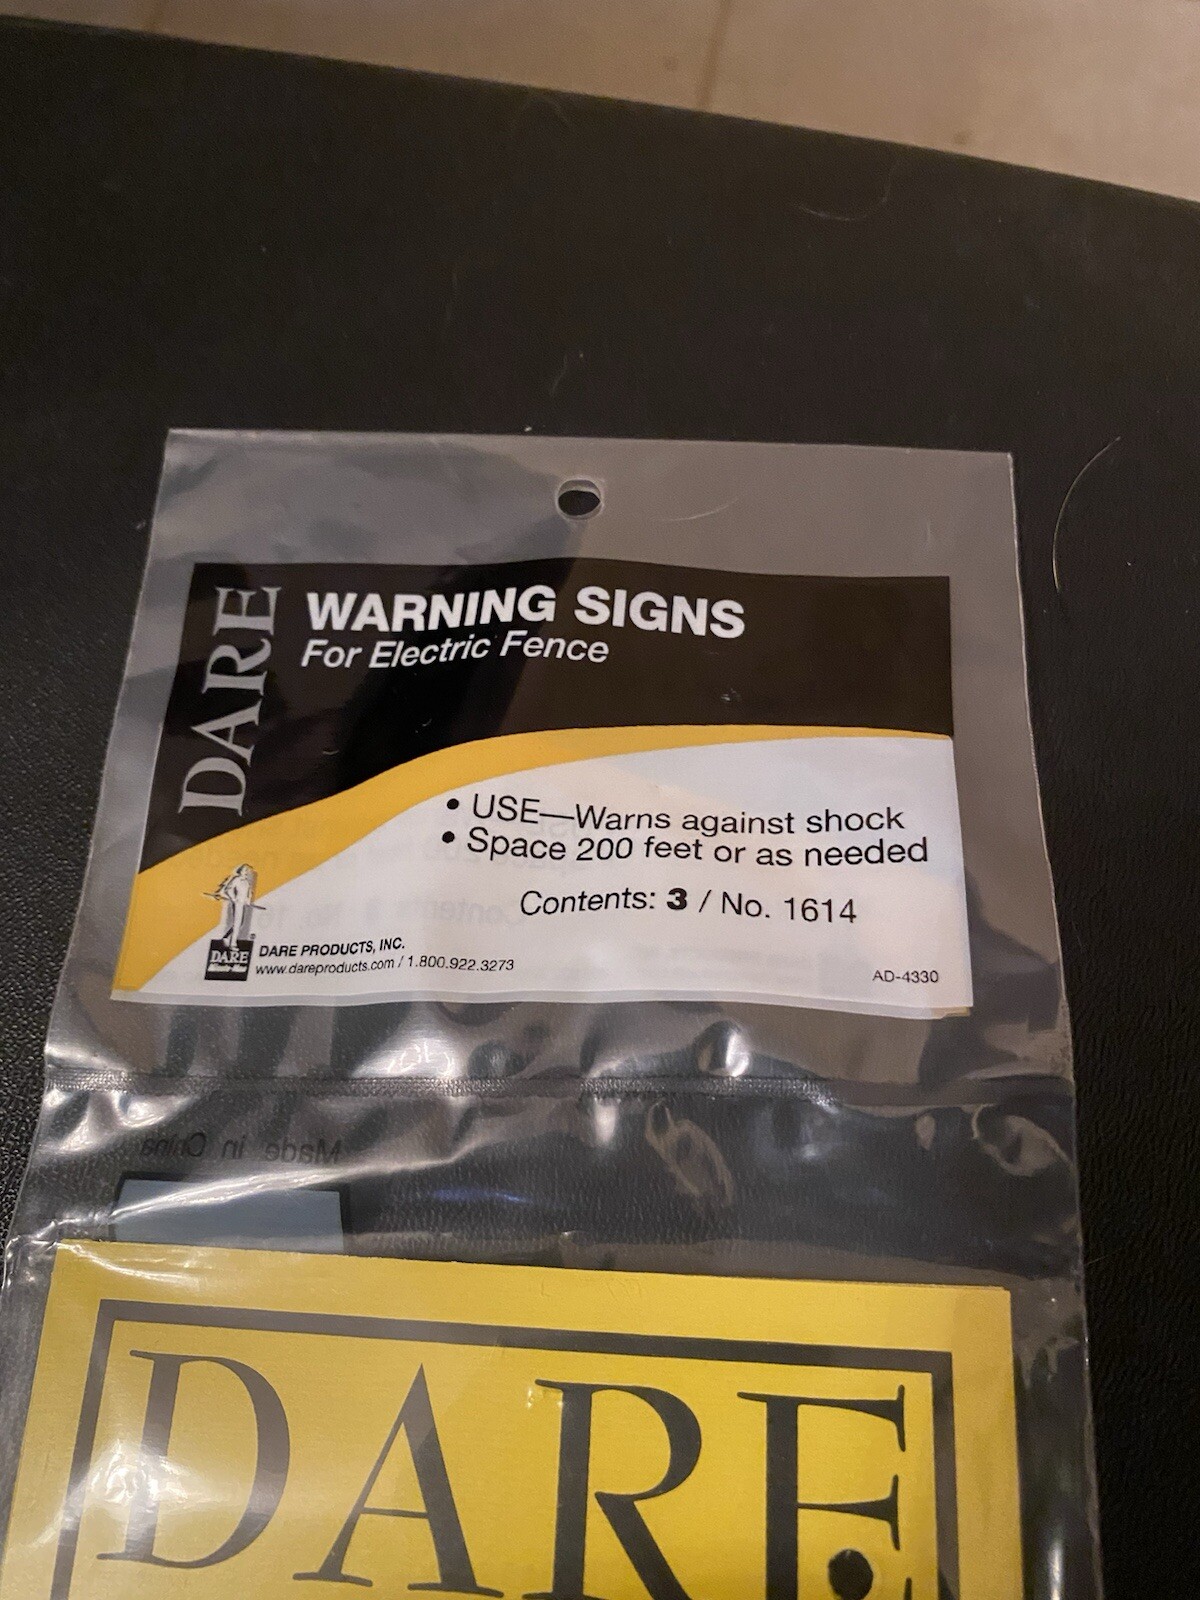 DARE
WARNING SIGNS
For Electric Fence
• USE—Warns against shock
• Space 200 feet or as needed
Contents: 3 / No. 1614
DARE
DARE PRODUCTS, INC.
www.dareproducts.com / 1.800.922.3273
AD-4330
Made in China
DARE